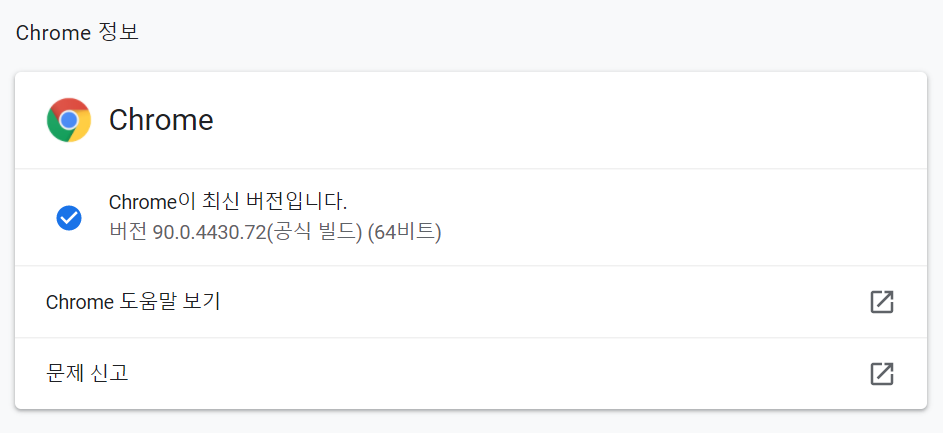 Chrome 정보
Chrome
Chrome이 최신 버전입니다.
버전 90.0.4430.72(공식 빌드) (64비트)
Chrome 도움말 보기
문제 신고